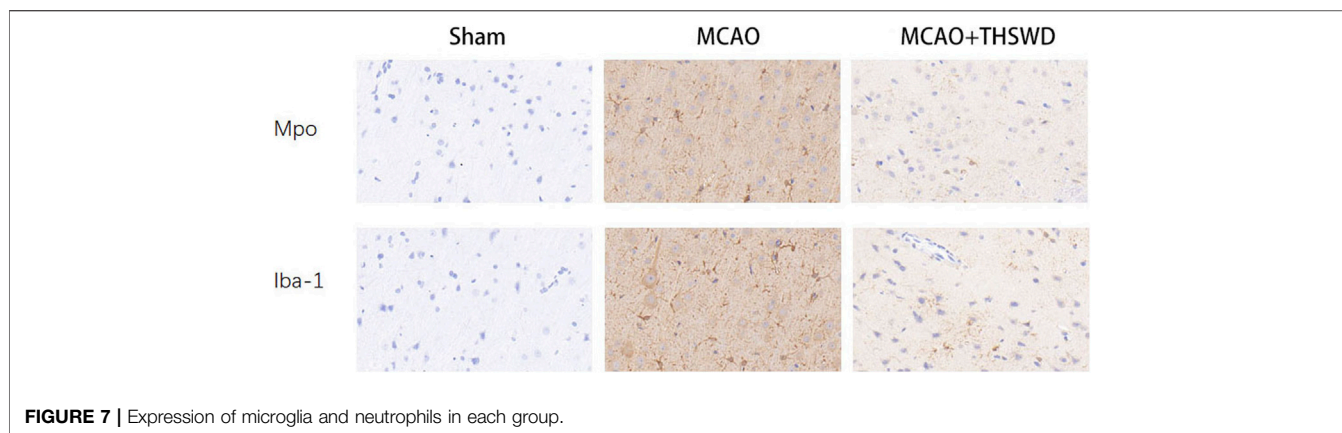 Sham MCAO MCAO+THSWD
Mpo
Iba-1
FIGURE 7 | Expression of microglia and neutrophils in each group.